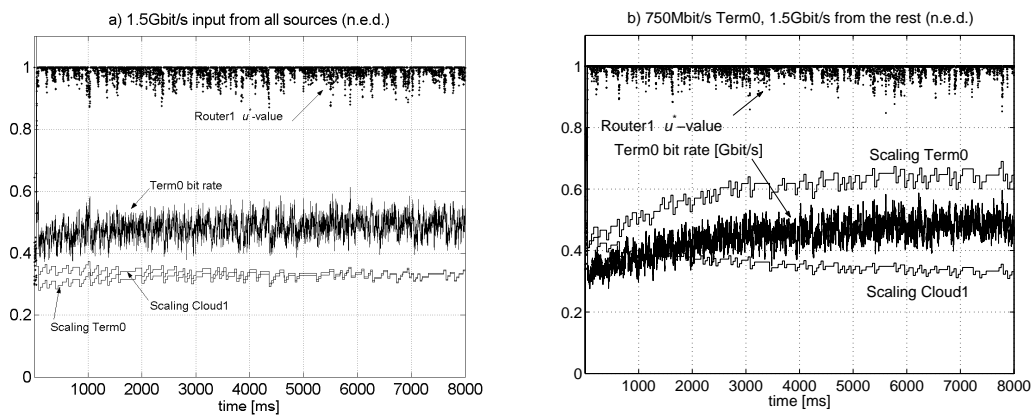 a) 1.5Gbit/s input from all sources (n.e.d.)
1
0.8
0.6
0.4
0.2
0
Router1 u*-value
Term0 bit rate
Scaling Cloud1
Scaling Term0
1000 2000 3000 4000 5000 6000 7000 8000
time [ms]
b) 750Mbit/s Term0, 1.5Gbit/s from the rest (n.e.d.)
1
0.8
0.6
0.4
0.2
0
Router1 u*−value
Term0 bit rate [Gbit/s]
Scaling Term0
Scaling Cloud1
1000 2000 3000 4000 5000 6000 7000 8000
time [ms]